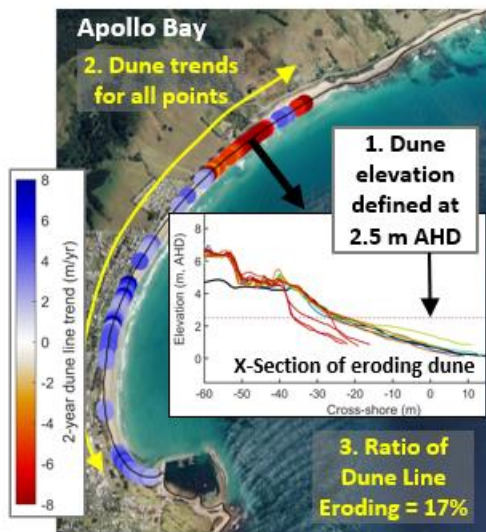 Apollo Bay
2. Dune trends
for all points
1. Dune
elevation
defined at
2.5 m AHD
8
6
4
2
0
-2
-4
-6
-8
2-year dune line trend (m/yr)
8
6
4
2
0
Elevation (m, AHD)
X-Section of eroding dune
-60
-50
-40
-30
-20
-10
0
10
Cross-shore (m)
3. Ratio of
Dune Line
Eroding = 17%